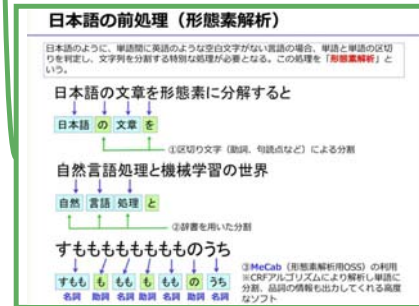 日本語の前処理（形態素解析）
日本語のように、単語間に英語のような空白文字がない言語の場合、単語と単語の区切
りを判定し、文字列を分割する特別な処理が必要となる。この処理を「形態素解析」と
いう。
日本語の文章を形態素に分解すると
日本語 の 文章 を
①区切り文字（助詞、句読点など）による分割
自然言語処理と機械学習の世界
自然 言語 処理 と
②辞書を用いた分割
すもももももももものうち
すもも も もも も もも の うち
名詞 助詞 名詞 助詞 名詞 助詞 名詞
③MeCab（形態素解析用OSS）の利用
※CRFアルゴリズムにより解析し単語に
分割、品詞の情報も出力してくれる高度
なソフト